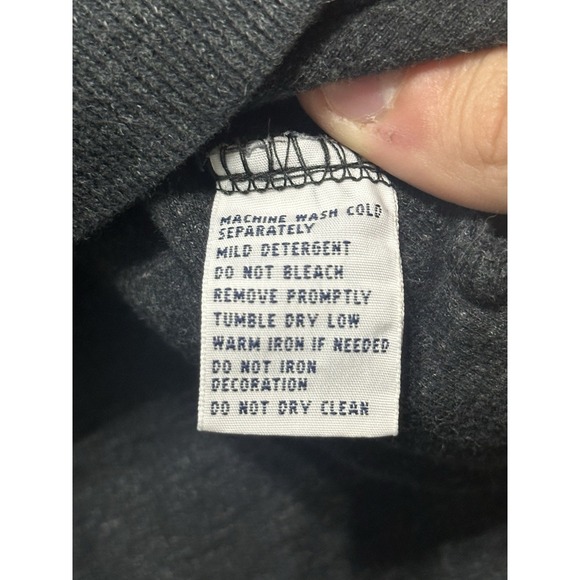 MACHINE WASH COLD
SEPARATELY
MILD DETERGENT
DO NOT BLEACH
REMOVE PROMPTLY
TUMBLE DRY LOW
WARM IRON IF NEEDED
DO NOT IRON
DECORATION
DO NOT DRY CLEAN